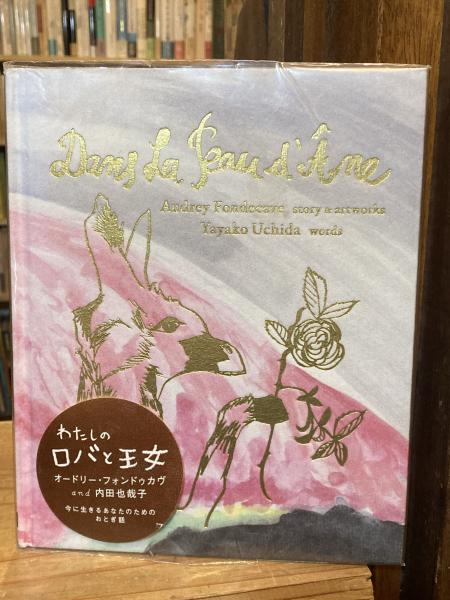 Dans La Peau d'Âne
Audrey Fondecave story & artworks
Yayako Uchida words
わたしの
ロバと王女
オードリー・フォンドゥカヴ
and 内田也哉子
今に生きるあなたのための
おとぎ話